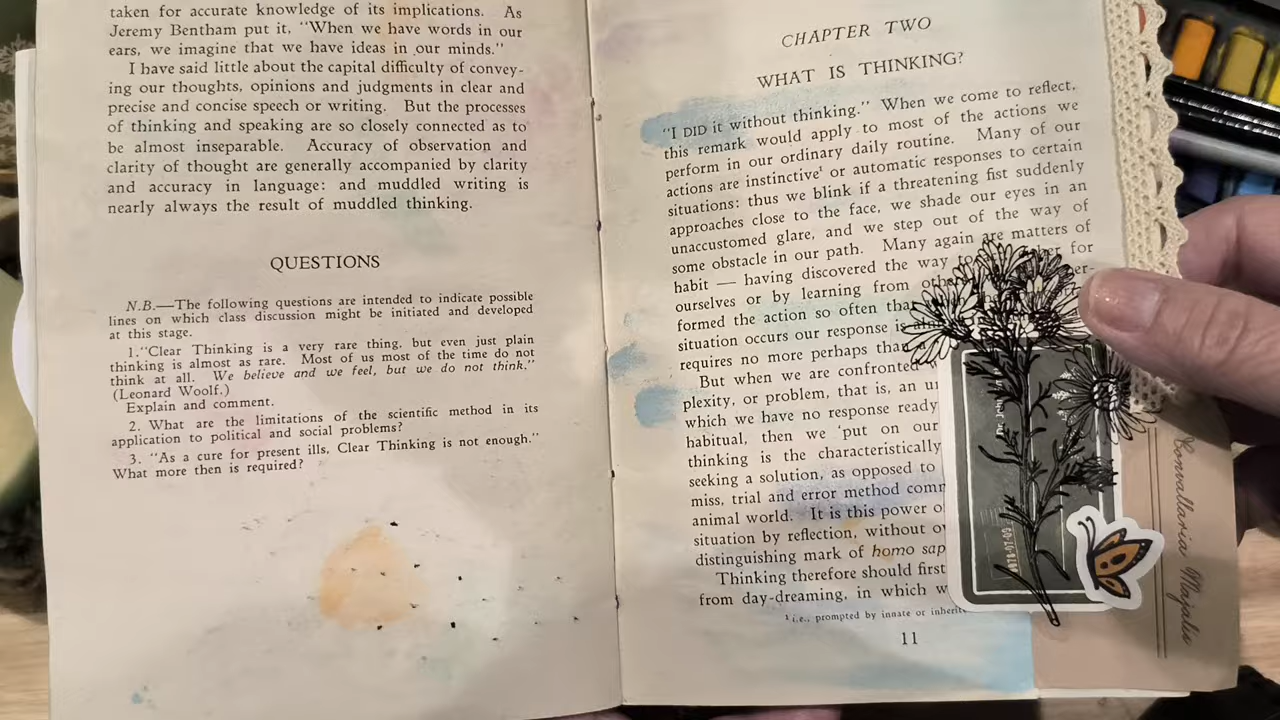 taken for accurate knowledge of its implications. As
Jeremy Bentham put it, "When we have words in our
ears, we imagine that we have ideas in our minds."
I have said little about the capital difficulty of convey-
ing our thoughts, opinions and judgments in clear and
precise and concise speech or writing. But the processes
of thinking and speaking are so closely connected as to
be almost inseparable. Accuracy of observation and
clarity of thought are generally accompanied by clarity
and accuracy in language: and muddled writing is
nearly always the result of muddled thinking.
QUESTIONS
N.B.—The following questions are intended to indicate possible
lines on which class discussion might be initiated and developed
at this stage.
1."Clear Thinking is a very rare thing, but even just plain
thinking is almost as rare. Most of us most of the time do not
think at all. We believe and we feel, but we do not think."
(Leonard Woolf.)
Explain and comment.
2. What are the limitations of the scientific method in its
application to political and social problems?
3. "As a cure for present ills, Clear Thinking is not enough."
What more then is required?
CHAPTER TWO
WHAT IS THINKING?
"I DID it without thinking." When we come to reflect,
this remark would apply to most of the actions we
perform in our ordinary daily routine. Many of our
actions are instinctive¹ or automatic responses to certain
situations: thus we blink if a threatening fist suddenly
approaches close to the face, we shade our eyes in an
unaccustomed glare, and we step out of the way of
some obstacle in our path. Many again are matters of
habit — having discovered the way for
ourselves or by learning from
formed the action so often
situation occurs our response is
requires no more perhaps than
But when we are confronted
plexity, or problem, that is, an
which we have no response ready
habitual, then we 'put on our
thinking is the characteristically
seeking a solution, as opposed to
miss, trial and error method
animal world. It is this power
situation by reflection, without
distinguishing mark of homo
Thinking therefore should first
from day-dreaming, in which
¹ i.e., prompted by innate or
11
Convallaria Majalis